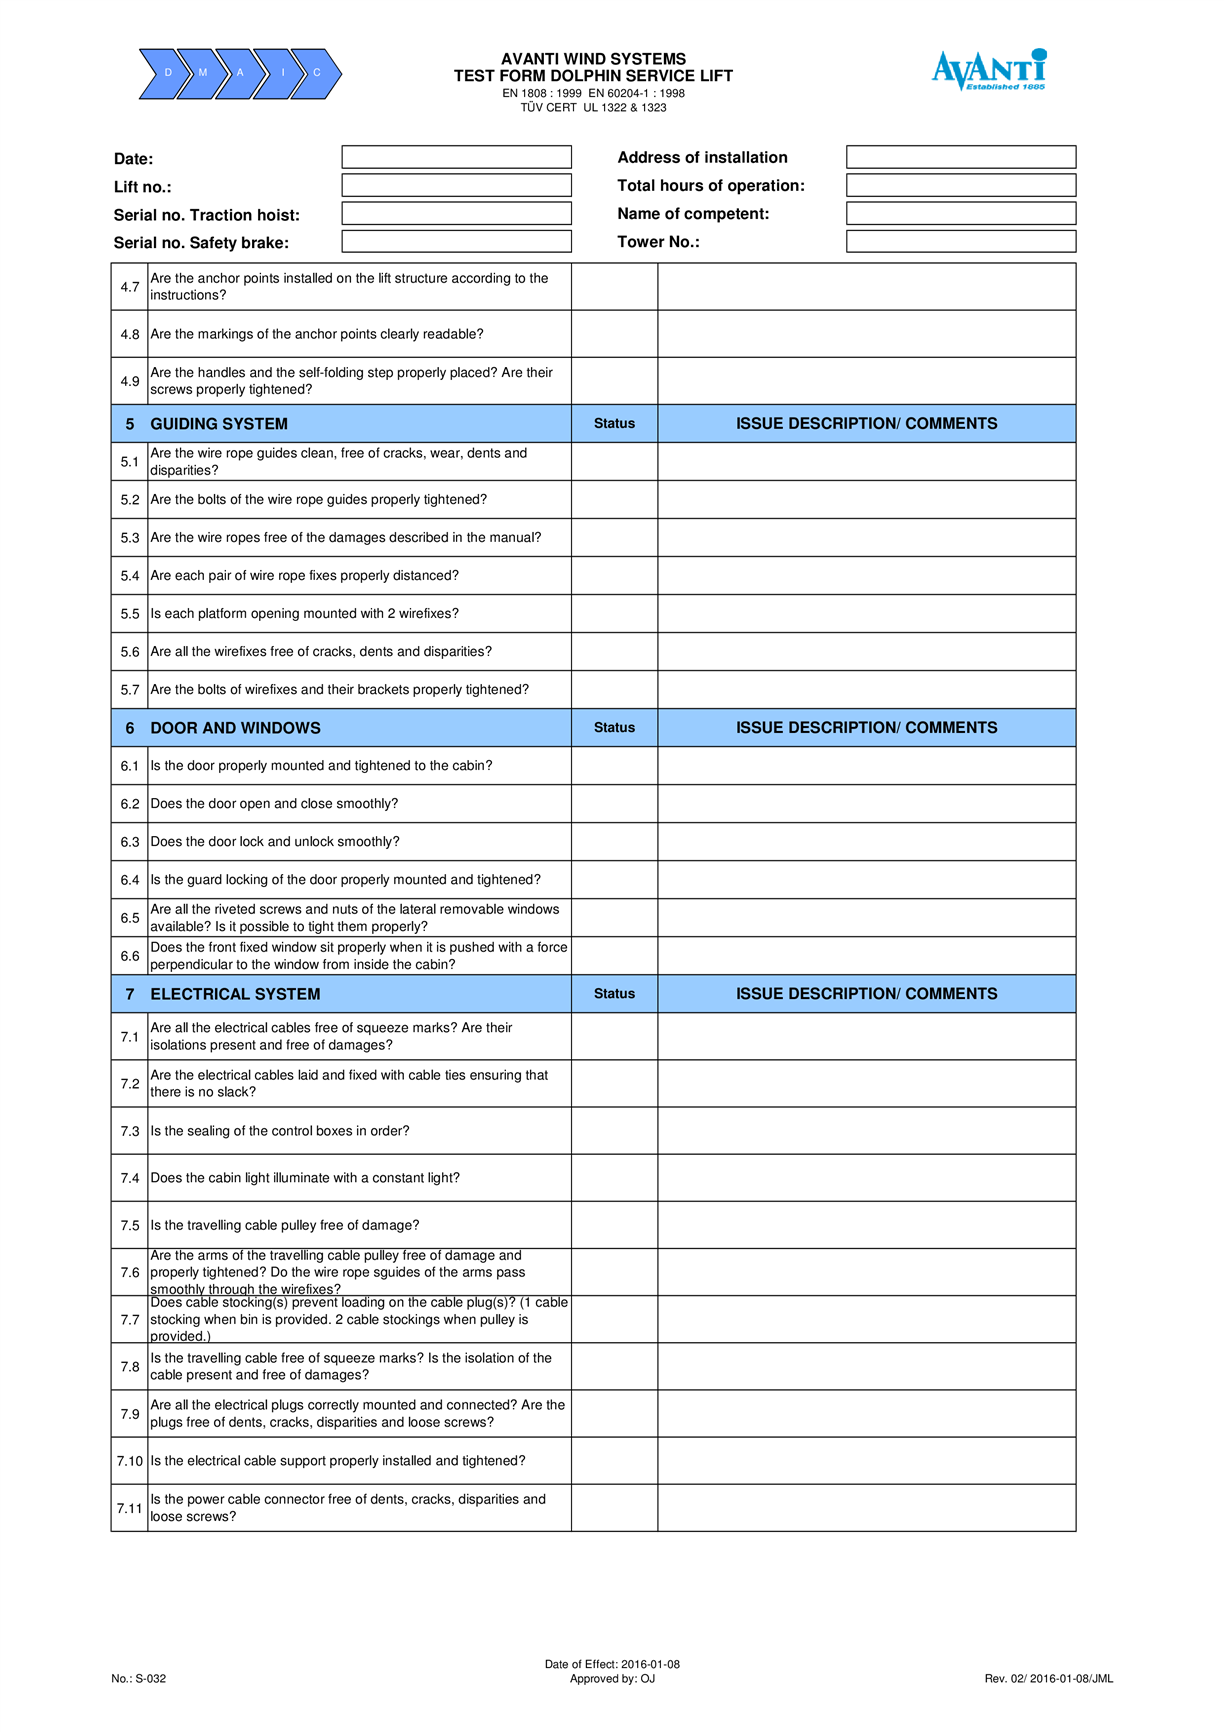 D M A I C
AVANTI WIND SYSTEMS
TEST FORM DOLPHIN SERVICE LIFT
EN 1808 : 1999 EN 60204-1 : 1998
TÜV CERT UL 1322 & 1323
AVANTI
Established 1885
Date:
Lift no.:
Serial no. Traction hoist:
Serial no. Safety brake:
Address of installation
Total hours of operation:
Name of competent:
Tower No.:
4.7 Are the anchor points installed on the lift structure according to the
instructions?
4.8 Are the markings of the anchor points clearly readable?
4.9 Are the handles and the self-folding step properly placed? Are their
screws properly tightened?
5 GUIDING SYSTEM Status ISSUE DESCRIPTION/ COMMENTS
5.1 Are the wire rope guides clean, free of cracks, wear, dents and
disparities?
5.2 Are the bolts of the wire rope guides properly tightened?
5.3 Are the wire ropes free of the damages described in the manual?
5.4 Are each pair of wire rope fixes properly distanced?
5.5 Is each platform opening mounted with 2 wirefixes?
5.6 Are all the wirefixes free of cracks, dents and disparities?
5.7 Are the bolts of wirefixes and their brackets properly tightened?
6 DOOR AND WINDOWS Status ISSUE DESCRIPTION/ COMMENTS
6.1 Is the door properly mounted and tightened to the cabin?
6.2 Does the door open and close smoothly?
6.3 Does the door lock and unlock smoothly?
6.4 Is the guard locking of the door properly mounted and tightened?
6.5 Are all the riveted screws and nuts of the lateral removable windows
available? Is it possible to tight them properly?
6.6 Does the front fixed window sit properly when it is pushed with a force
perpendicular to the window from inside the cabin?
7 ELECTRICAL SYSTEM Status ISSUE DESCRIPTION/ COMMENTS
7.1 Are all the electrical cables free of squeeze marks? Are their
isolations present and free of damages?
7.2 Are the electrical cables laid and fixed with cable ties ensuring that
there is no slack?
7.3 Is the sealing of the control boxes in order?
7.4 Does the cabin light illuminate with a constant light?
7.5 Is the travelling cable pulley free of damage?
7.6 Are the arms of the travelling cable pulley free of damage and
properly tightened? Do the wire rope sguides of the arms pass
smoothly through the wirefixes?
7.7 Does cable stocking(s) prevent loading on the cable plug(s)? (1 cable
stocking when bin is provided. 2 cable stockings when pulley is
provided.)
7.8 Is the travelling cable free of squeeze marks? Is the isolation of the
cable present and free of damages?
7.9 Are all the electrical plugs correctly mounted and connected? Are the
plugs free of dents, cracks, disparities and loose screws?
7.10 Is the electrical cable support properly installed and tightened?
7.11 Is the power cable connector free of dents, cracks, disparities and
loose screws?
Date of Effect: 2016-01-08
No.: S-032 Approved by: OJ Rev. 02/ 2016-01-08/JML